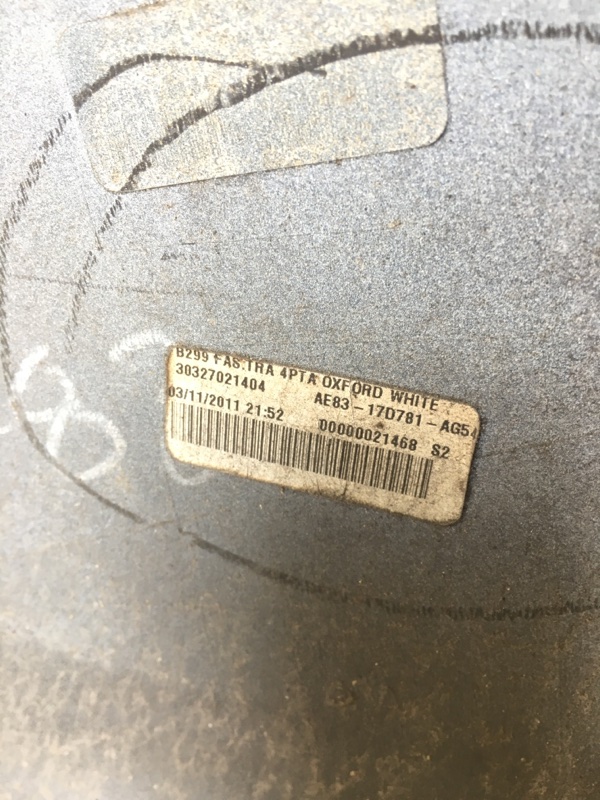 B299 FAS.TRA 4PTA OXFORD WHITE
30327021404 AE83-17D781-AG5
03/11/2011 21:52 00000021468 S2